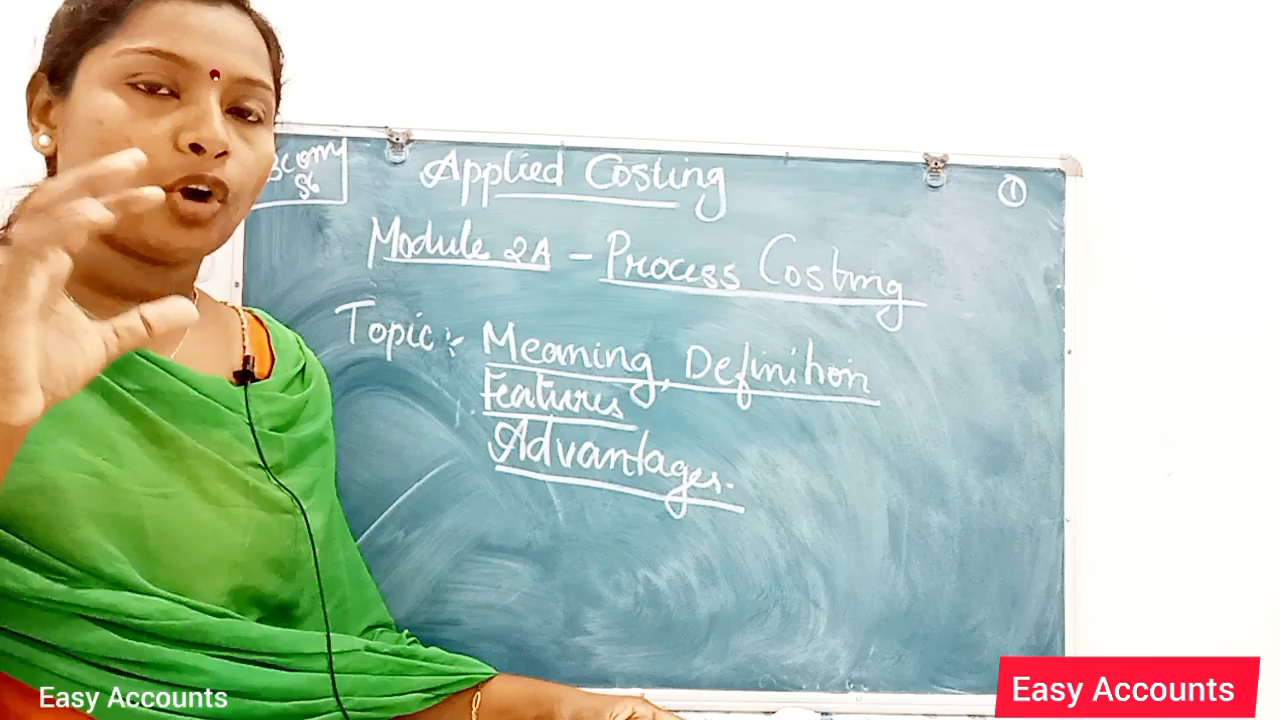 Bcom
S6
Applied Costing
①
Module 2A - Process Costing
Topic :- Meaning, Definition
Features
Advantages.
Easy Accounts
Easy Accounts